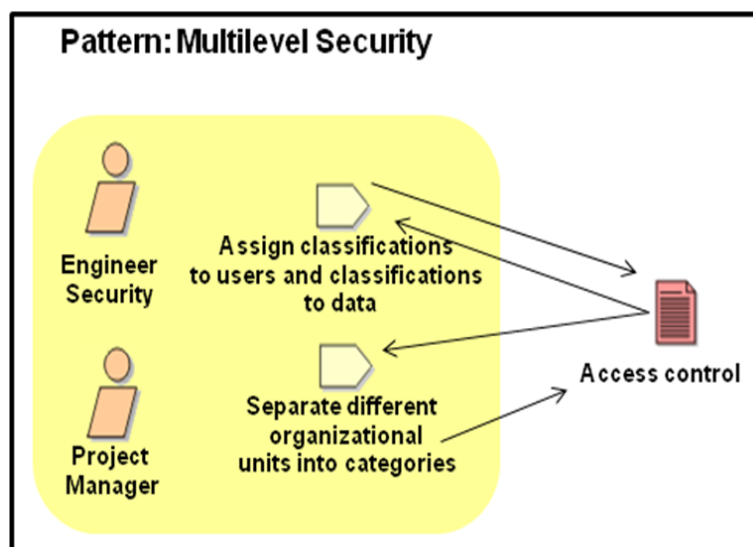 Pattern: Multilevel Security
Engineer
Security
Assign classifications
to users and classifications
to data
Access control
Project
Manager
Separate different
organizational
units into categories